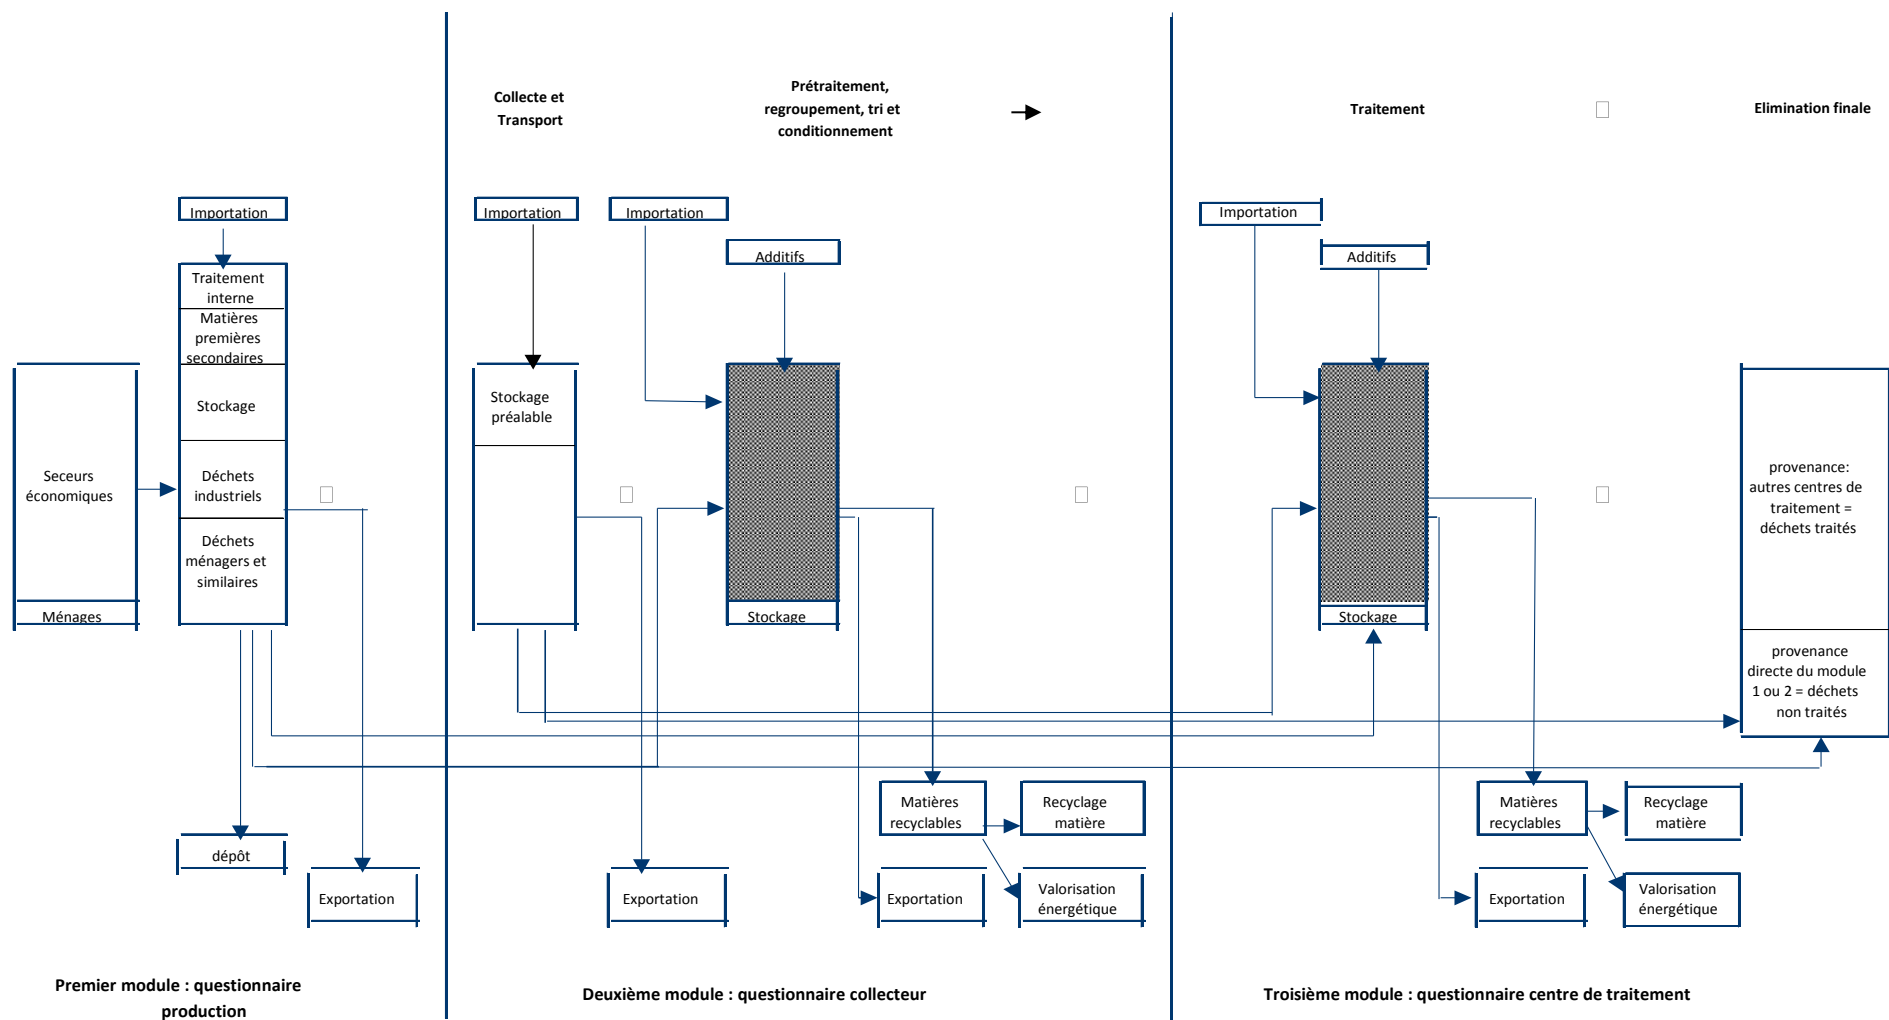 Collecte et
Transport
Prétraitement,
regroupement, tri et
conditionnement
Traitement
Elimination finale
Importation
Traitement
interne
Matières
premières
secondaires
Stockage
Déchets
industriels
Déchets
ménagers et
similaires
Seceurs
économiques
Ménages
dépôt
Exportation
Importation
Stockage
préalable
Exportation
Importation
Additifs
Stockage
Matières
recyclables
Recyclage
matière
Exportation
Valorisation
énergétique
Importation
Additifs
Stockage
Matières
recyclables
Recyclage
matière
Exportation
Valorisation
énergétique
provenance:
autres centres de
traitement =
déchets traités
provenance
directe du module
1 ou 2 = déchets
non traités
Premier module : questionnaire
production
Deuxième module : questionnaire collecteur
Troisième module : questionnaire centre de traitement